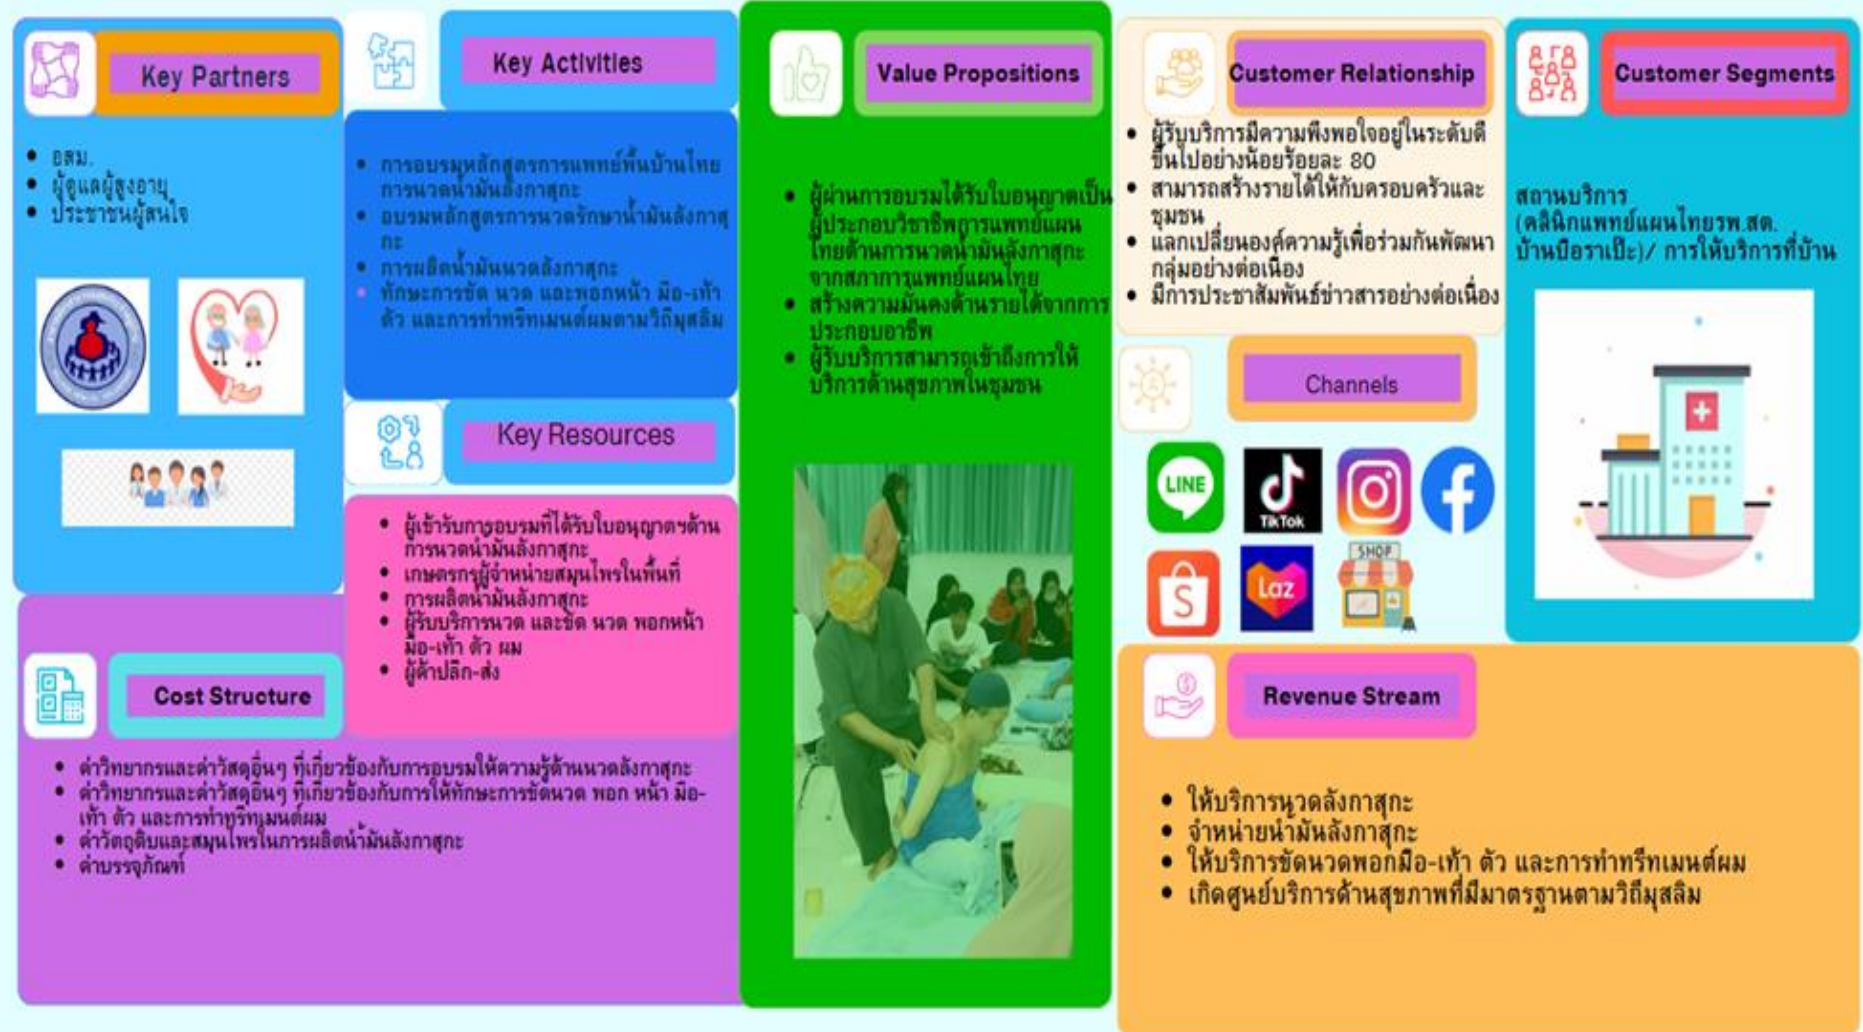 Key Partners
อสม.
ผู้ดูแลผู้สูงอายุ
ประชาชนผู้สนใจ
Key Activities
การอบรมหลักสูตรการแพทย์พื้นบ้านไทย
การนวดน้ำมันลังกาสุกะ
อบรมหลักสูตรการนวดรักษาน้ำมันลังกาสุ
กะ
การผลิตน้ำมันนวดลังกาสุกะ
ทักษะการขัด นวด และพอกหน้า มือ-เท้า
ตัว และการทำทรีทเมนต์ผมตามวิถีมุสลิม
Key Resources
ผู้เข้ารับการอบรมที่ได้รับใบอนุญาตฯด้าน
การนวดน้ำมันลังกาสุกะ
เกษตรกรผู้จำหน่ายสมุนไพรในพื้นที่
การผลิตน้ำมันลังกาสุกะ
ผู้รับบริการนวด และขัด นวด พอกหน้า
มือ-เท้า ตัว ผม
ผู้ค้าปลีก-ส่ง
Value Propositions
ผู้ผ่านการอบรมได้รับใบอนุญาตเป็น
ผู้ประกอบวิชาชีพการแพทย์แผน
ไทยด้านการนวดน้ำมันลังกาสุกะ
จากสภาการแพทย์แผนไทย
สร้างความมั่นคงด้านรายได้จากการ
ประกอบอาชีพ
ผู้รับบริการสามารถเข้าถึงการให้
บริการด้านสุขภาพในชุมชน
Customer Relationship
ผู้รับบริการมีความพึงพอใจอยู่ในระดับดี
ขึ้นไปอย่างน้อยร้อยละ 80
สามารถสร้างรายได้ให้กับครอบครัวและ
ชุมชน
แลกเปลี่ยนองค์ความรู้เพื่อร่วมกันพัฒนา
กลุ่มอย่างต่อเนื่อง
มีการประชาสัมพันธ์ข่าวสารอย่างต่อเนื่อง
Channels
LINE
TikTok
S
Laz
SHOP
Customer Segments
สถานบริการ
(คลินิกแพทย์แผนไทยรพ.สต.
บ้านบือราเป๊ะ)/ การให้บริการที่บ้าน
Cost Structure
ค่าวิทยากรและค่าวัสดุอื่นๆ ที่เกี่ยวข้องกับการอบรมให้ความรู้ด้านนวดลังกาสุกะ
ค่าวิทยากรและค่าวัสดุอื่นๆ ที่เกี่ยวข้องกับการให้ทักษะการขัดนวด พอก หน้า มือ-
เท้า ตัว และการทำทรีทเมนต์ผม
ค่าวัตถุดิบและสมุนไพรในการผลิตน้ำมันลังกาสุกะ
ค่าบรรจุภัณฑ์
Revenue Stream
ให้บริการนวดลังกาสุกะ
จำหน่ายน้ำมันลังกาสุกะ
ให้บริการขัดนวดพอกมือ-เท้า ตัว และการทำทรีทเมนต์ผม
เกิดศูนย์บริการด้านสุขภาพที่มีมาตรฐานตามวิถีมุสลิม